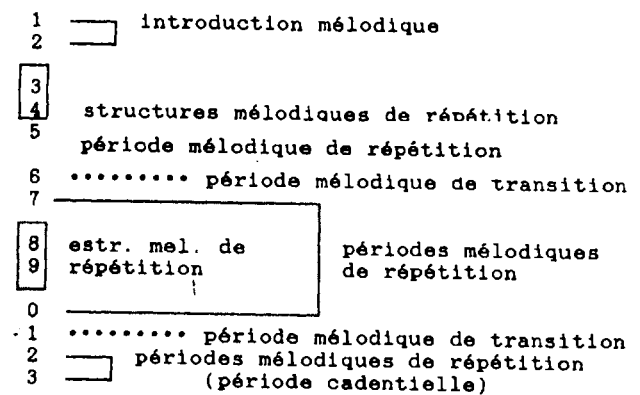 1 introduction mélodique
2
3
4 structures mélodiques de répétition
5
période mélodique de répétition
6 ········· période mélodique de transition
7
8 estr. mel. de périodes mélodiques
9 répétition de répétition
0
1 ········· période mélodique de transition
2 périodes mélodiques de répétition
3 (période cadentielle)